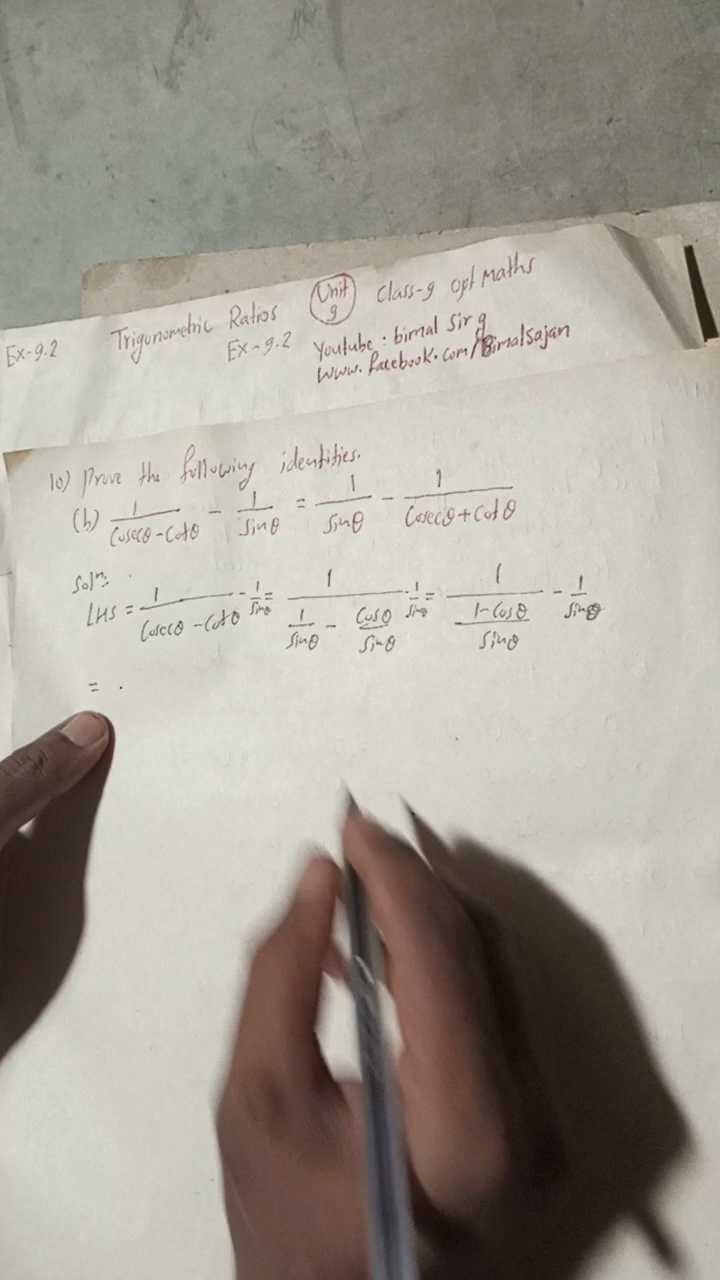 Ex-9.2 Trigonometric Ratios Unit 9 Class-9 opt Maths
Ex-9.2 Youtube : bimal Sir g
www.facebook.com/Bimalsajan
10) Prove the following identities.
(h) 1/(Cosecθ-Cotθ) - 1/Sinθ = 1/Sinθ - 1/(Cosecθ+Cotθ)
Solⁿ:
LHS = 1/(Cosecθ-Cotθ) - 1/Sinθ = 1/(1/Sinθ - Cosθ/Sinθ) - 1/Sinθ = 1/((1-Cosθ)/Sinθ) - 1/Sinθ
= .